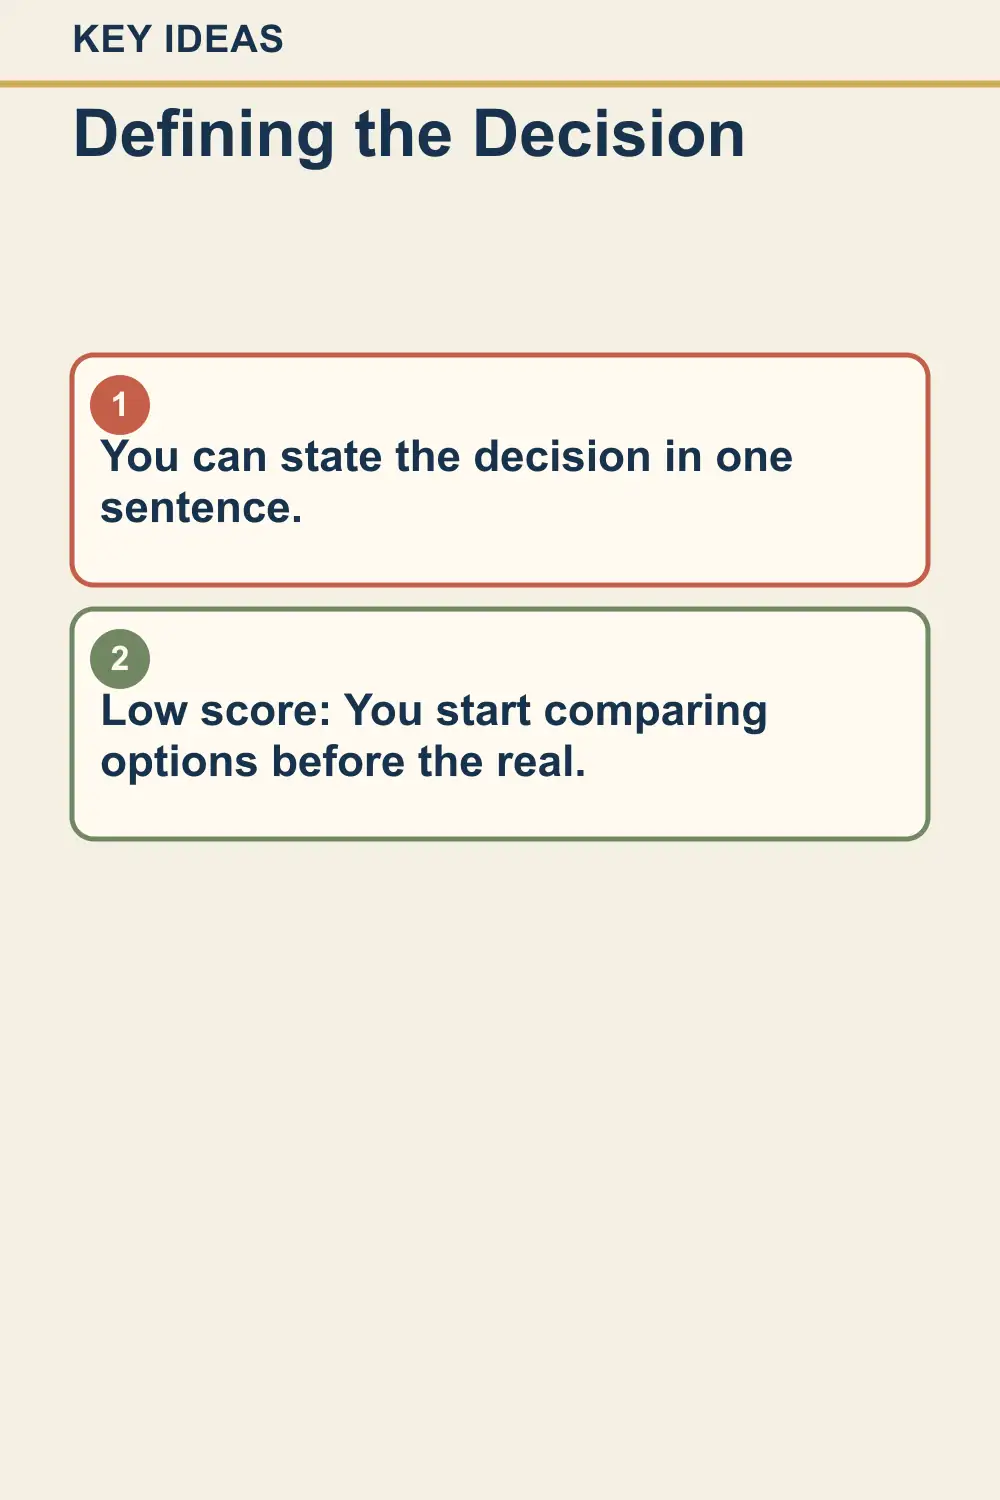 KEY IDEAS
Defining the Decision
1
You can state the decision in one
sentence.
2
Low score: You start comparing
options before the real.